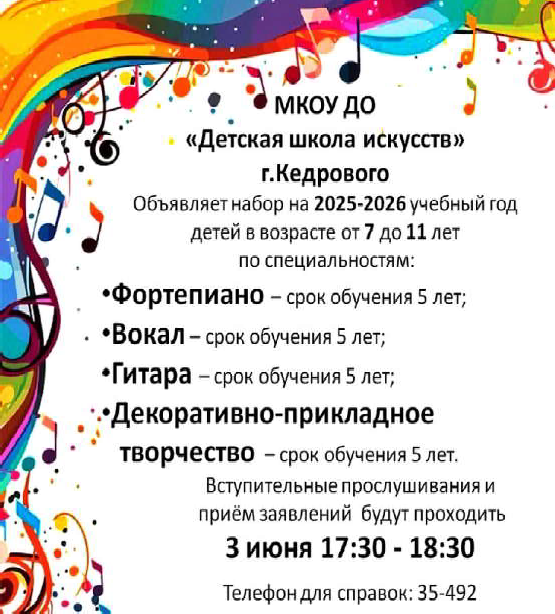 МКОУ ДО
«Детская школа искусств»
г.Кедрового
Объявляет набор на 2025-2026 учебный год
детей в возрасте от 7 до 11 лет
по специальностям:
•Фортепиано – срок обучения 5 лет;
•Вокал – срок обучения 5 лет;
•Гитара – срок обучения 5 лет;
•Декоративно-прикладное
творчество – срок обучения 5 лет.
Вступительные прослушивания и
приём заявлений будут проходить
3 июня 17:30 - 18:30
Телефон для справок: 35-492